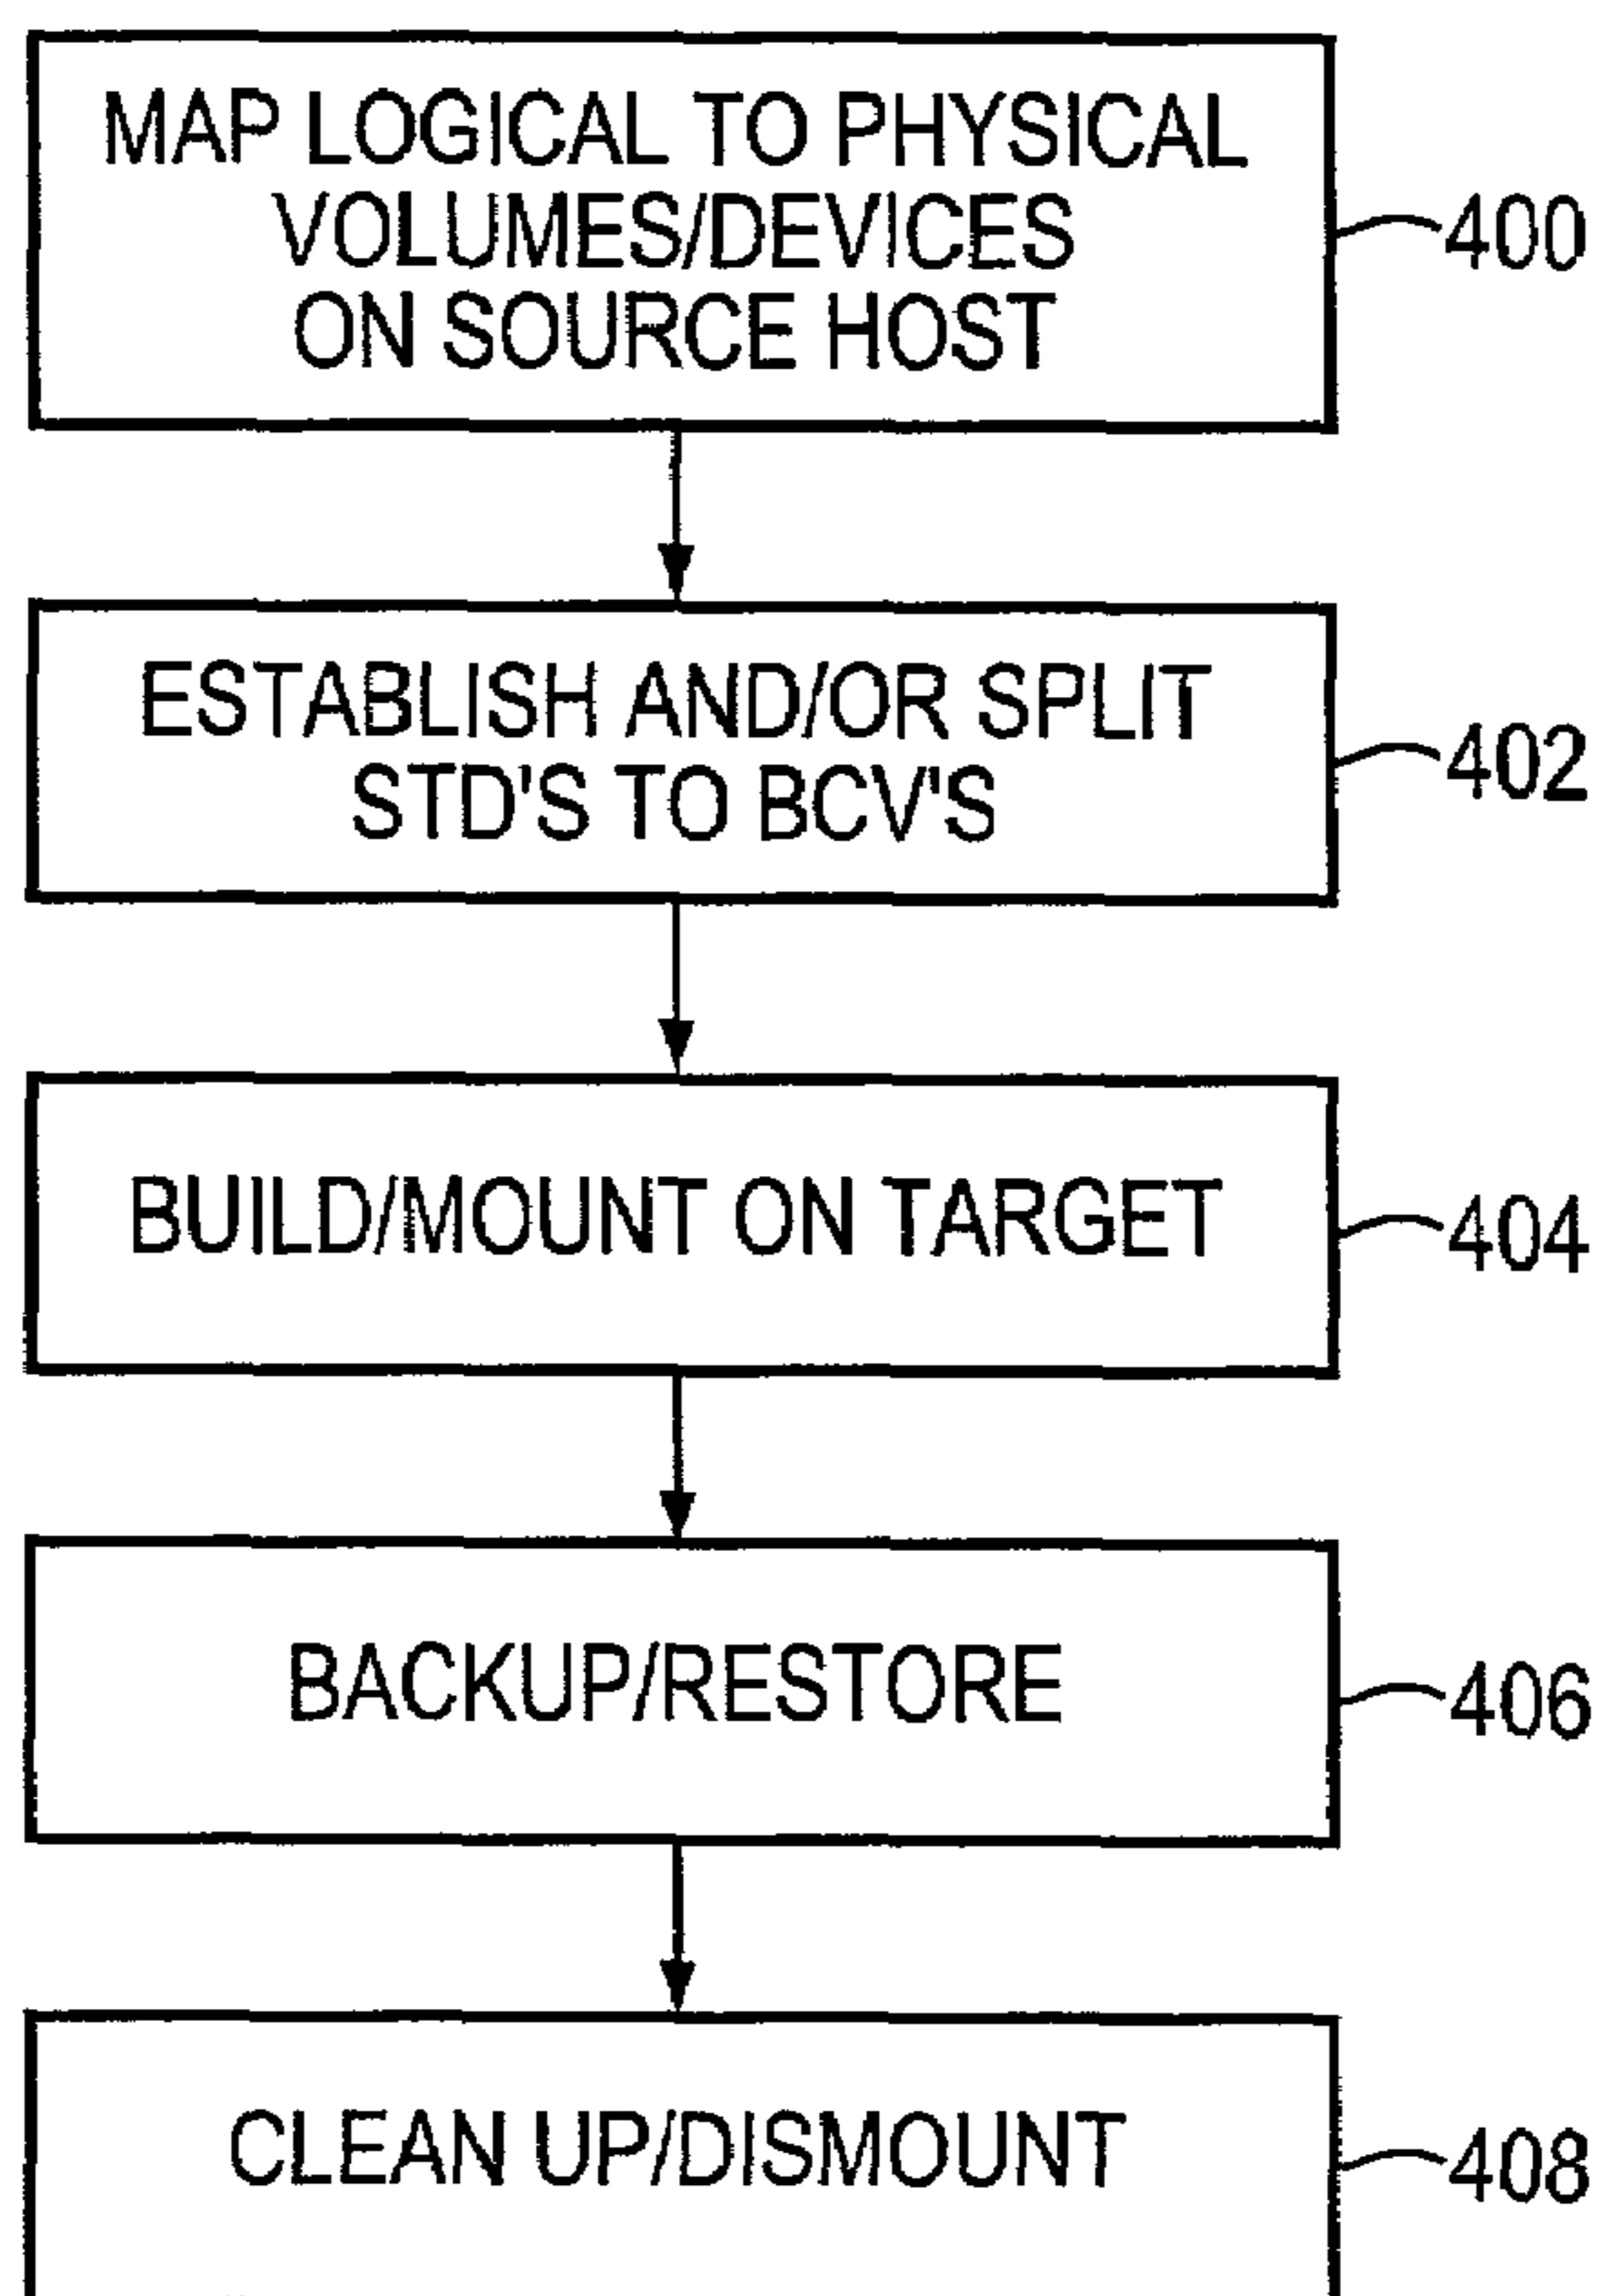 MAP LOGICAL TO PHYSICAL
VOLUMES/DEVICES
ON SOURCE HOST
400
ESTABLISH AND/OR SPLIT
STD'S TO BCV'S
402
BUILD/MOUNT ON TARGET
404
BACKUP/RESTORE
406
CLEAN UP/DISMOUNT
408